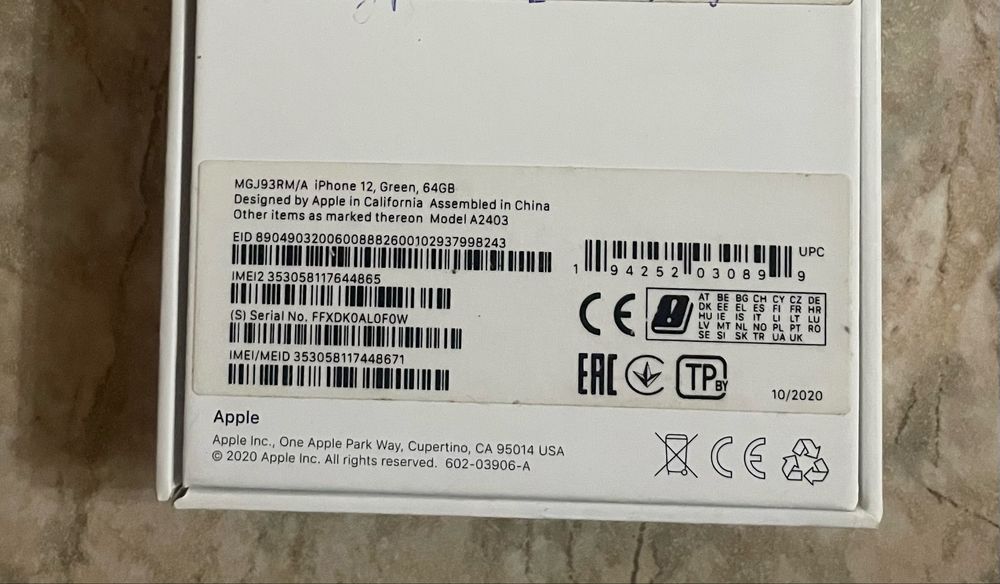 MGJ93RM/A iPhone 12, Green, 64GB
Designed by Apple in California Assembled in China
Other items as marked thereon Model A2403
EID 89049032006008882600102937998243
IMEI2 353058117644865
(S) Serial No. FFXDK0AL0F0W
IMEI/MEID 353058117448671
UPC
1 94252 03089 9
CE
AT BE BG CH CY CZ DE
DK EE EL ES FI FR HR
HU IE IS IT LI LT LU
LV MT NL NO PL PT RO
SE SI SK TR UA UK
EAC
TP BY
10/2020
Apple
Apple Inc., One Apple Park Way, Cupertino, CA 95014 USA
© 2020 Apple Inc. All rights reserved. 602-03906-A
CE